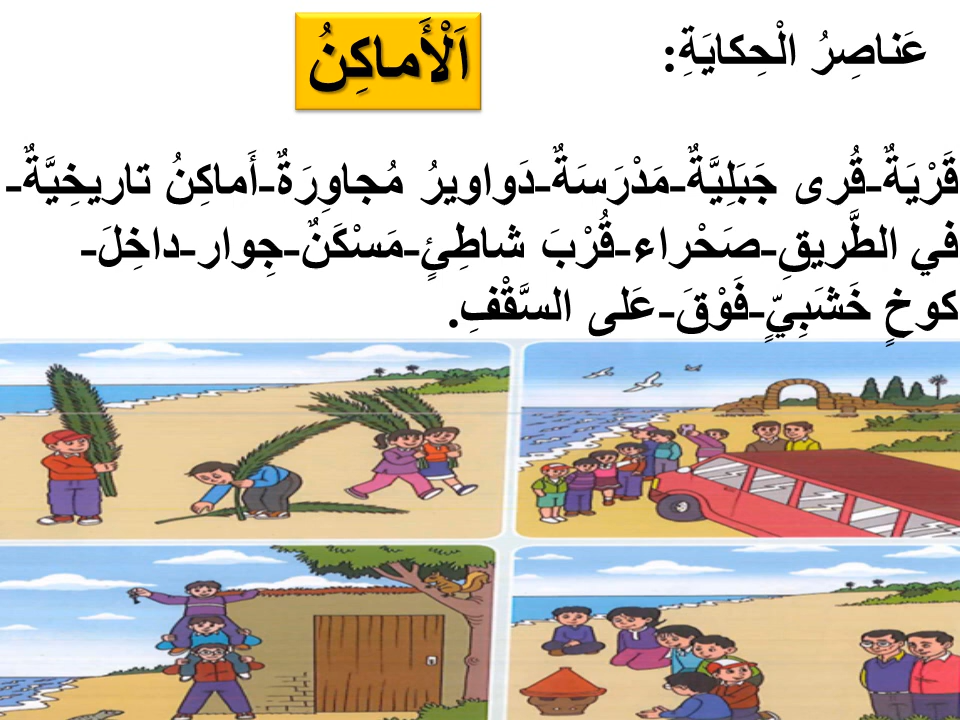 عَناصِرُ الْحِكايَةِ:
اَلْأَماكِنُ
قَرْيَةٌ-قُرى جَبَلِيَّةٌ-مَدْرَسَةٌ-دَواويرُ مُجاوِرَةٌ-أَماكِنُ تاريخِيَّةٌ-
في الطَّريقِ-صَحْراء-قُرْبَ شاطِئٍ-مَسْكَنٌ-جِوار-داخِلَ-
كوخٍ خَشَبِيٍّ-فَوْقَ-عَلى السَّقْفِ.